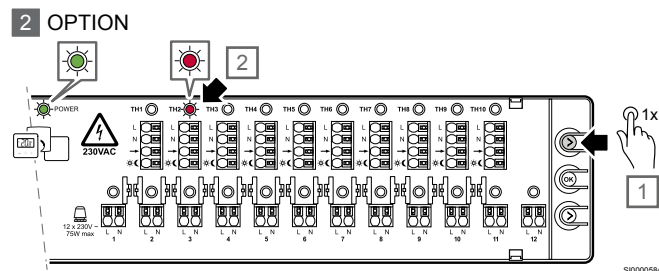 2 OPTION
2
POWER
TH1 TH2 TH3 TH4 TH5 TH6 TH7 TH8 TH9 TH10
1x
L
N
230VAC
OK
1
12 x 230V ~
75W max
L N L N L N L N L N L N L N L N L N L N L N L N
1 2 3 4 5 6 7 8 9 10 11 12